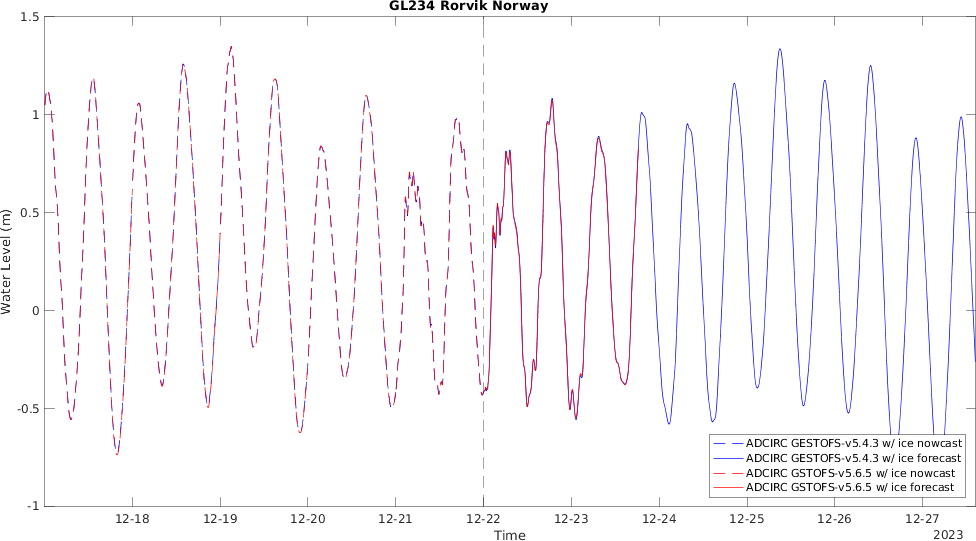 GL234 Rorvik Norway
1.5
1
0.5
0
-0.5
-1
Water Level (m)
12-18
12-19
12-20
12-21
12-22
12-23
12-24
12-25
12-26
12-27
Time
2023
ADCIRC GESTOFS-v5.4.3 w/ ice nowcast
ADCIRC GESTOFS-v5.4.3 w/ ice forecast
ADCIRC GSTOFS-v5.6.5 w/ ice nowcast
ADCIRC GSTOFS-v5.6.5 w/ ice forecast